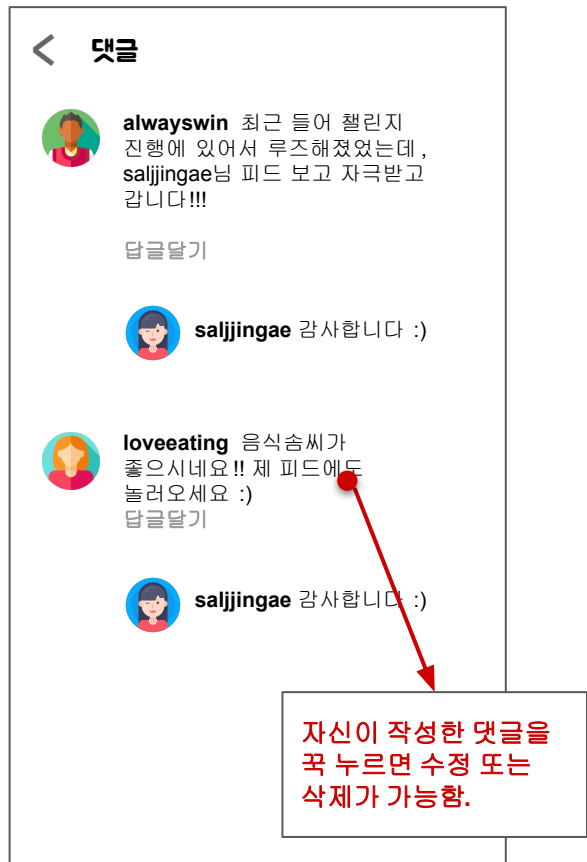 댓글
alwayswin 최근 들어 챌린지
진행에 있어서 루즈해졌었는데,
saljjingae님 피드 보고 자극받고
갑니다!!!
답글달기
saljjingae 감사합니다 :)
loveeating 음식솜씨가
좋으시네요!! 제 피드에도
놀러오세요 :)
답글달기
saljjingae 감사합니다 :)
자신이 작성한 댓글을
꾹 누르면 수정 또는
삭제가 가능함.